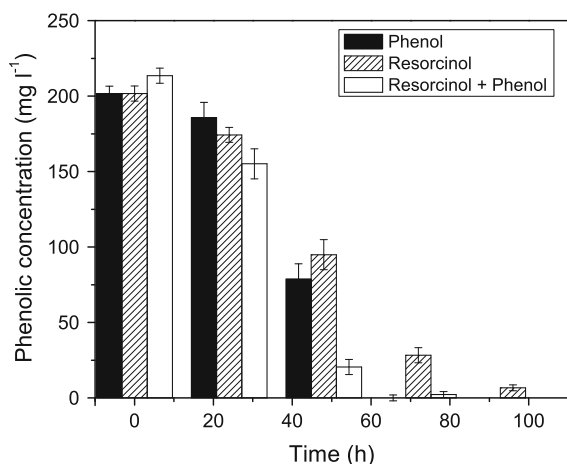 250
200
150
100
50
0
Phenolic concentration (mg l⁻¹)
Phenol
Resorcinol
Resorcinol + Phenol
0 20 40 60 80 100
Time (h)